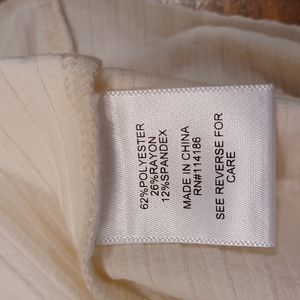 62%POLYESTER
26%RAYON
12%SPANDEX
MADE IN CHINA
RN#114186
SEE REVERSE FOR
CARE